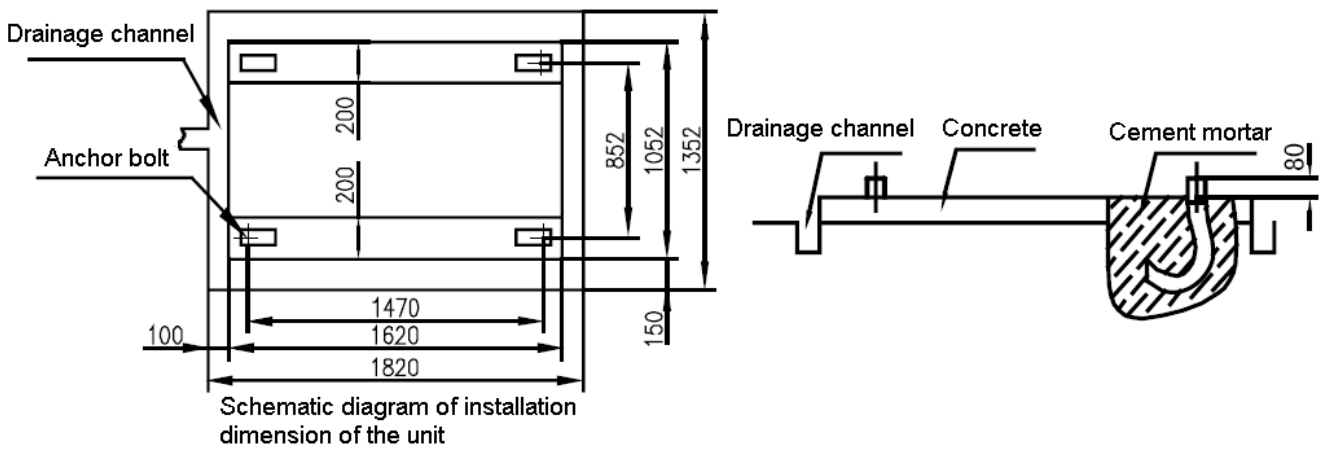 Drainage channel
Anchor bolt
200
200
852
1052
1352
1470
1620
1820
100
150
Schematic diagram of installation
dimension of the unit
Drainage channel
Concrete
Cement mortar
80